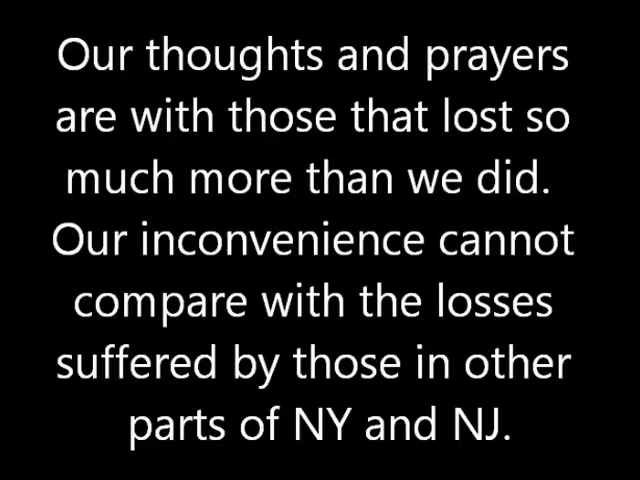 Our thoughts and prayers
are with those that lost so
much more than we did.
Our inconvenience cannot
compare with the losses
suffered by those in other
parts of NY and NJ.